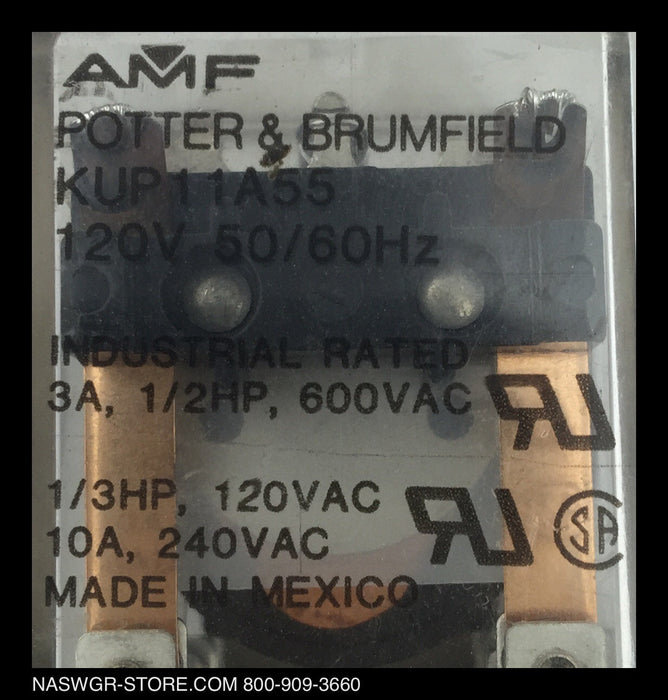 AMF
POTTER & BRUMFIELD
KUP11A55
120V 50/60Hz
INDUSTRIAL RATED
3A, 1/2HP, 600VAC
1/3HP, 120VAC
10A, 240VAC
MADE IN MEXICO
NASWGR-STORE.COM 800-909-3660